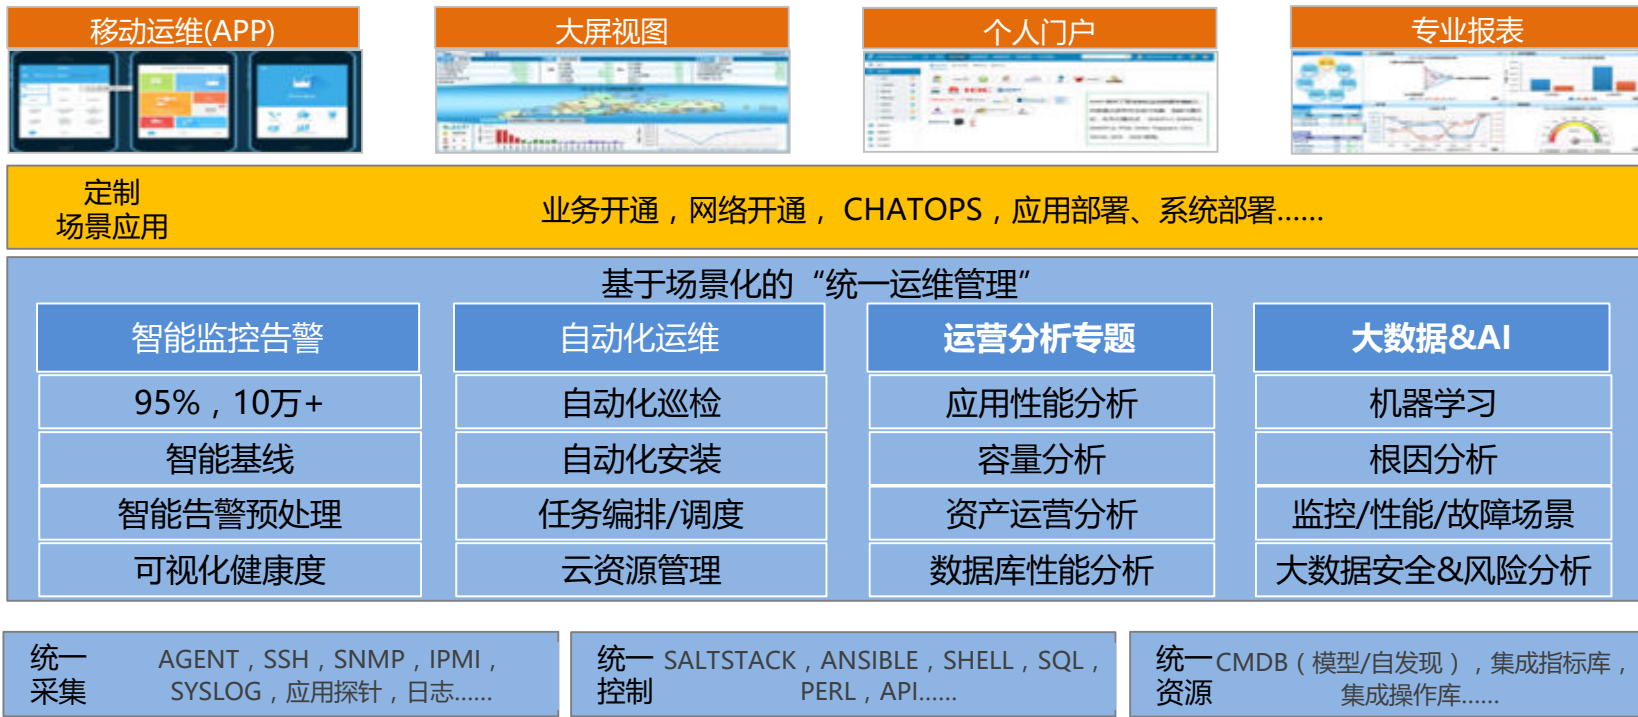 移动运维(APP)
大屏视图
个人门户
专业报表
定制
场景应用
业务开通，网络开通， CHATOPS，应用部署、系统部署......
基于场景化的“统一运维管理”
智能监控告警
自动化运维
运营分析专题
大数据&AI
95%，10万+
自动化巡检
应用性能分析
机器学习
智能基线
自动化安装
容量分析
根因分析
智能告警预处理
任务编排/调度
资产运营分析
监控/性能/故障场景
可视化健康度
云资源管理
数据库性能分析
大数据安全&风险分析
统一
采集
AGENT，SSH，SNMP，IPMI，
SYSLOG，应用探针，日志......
统一
控制
SALTSTACK，ANSIBLE，SHELL，SQL，
PERL，API......
统一
资源
CMDB（模型/自发现），集成指标库，
集成操作库......